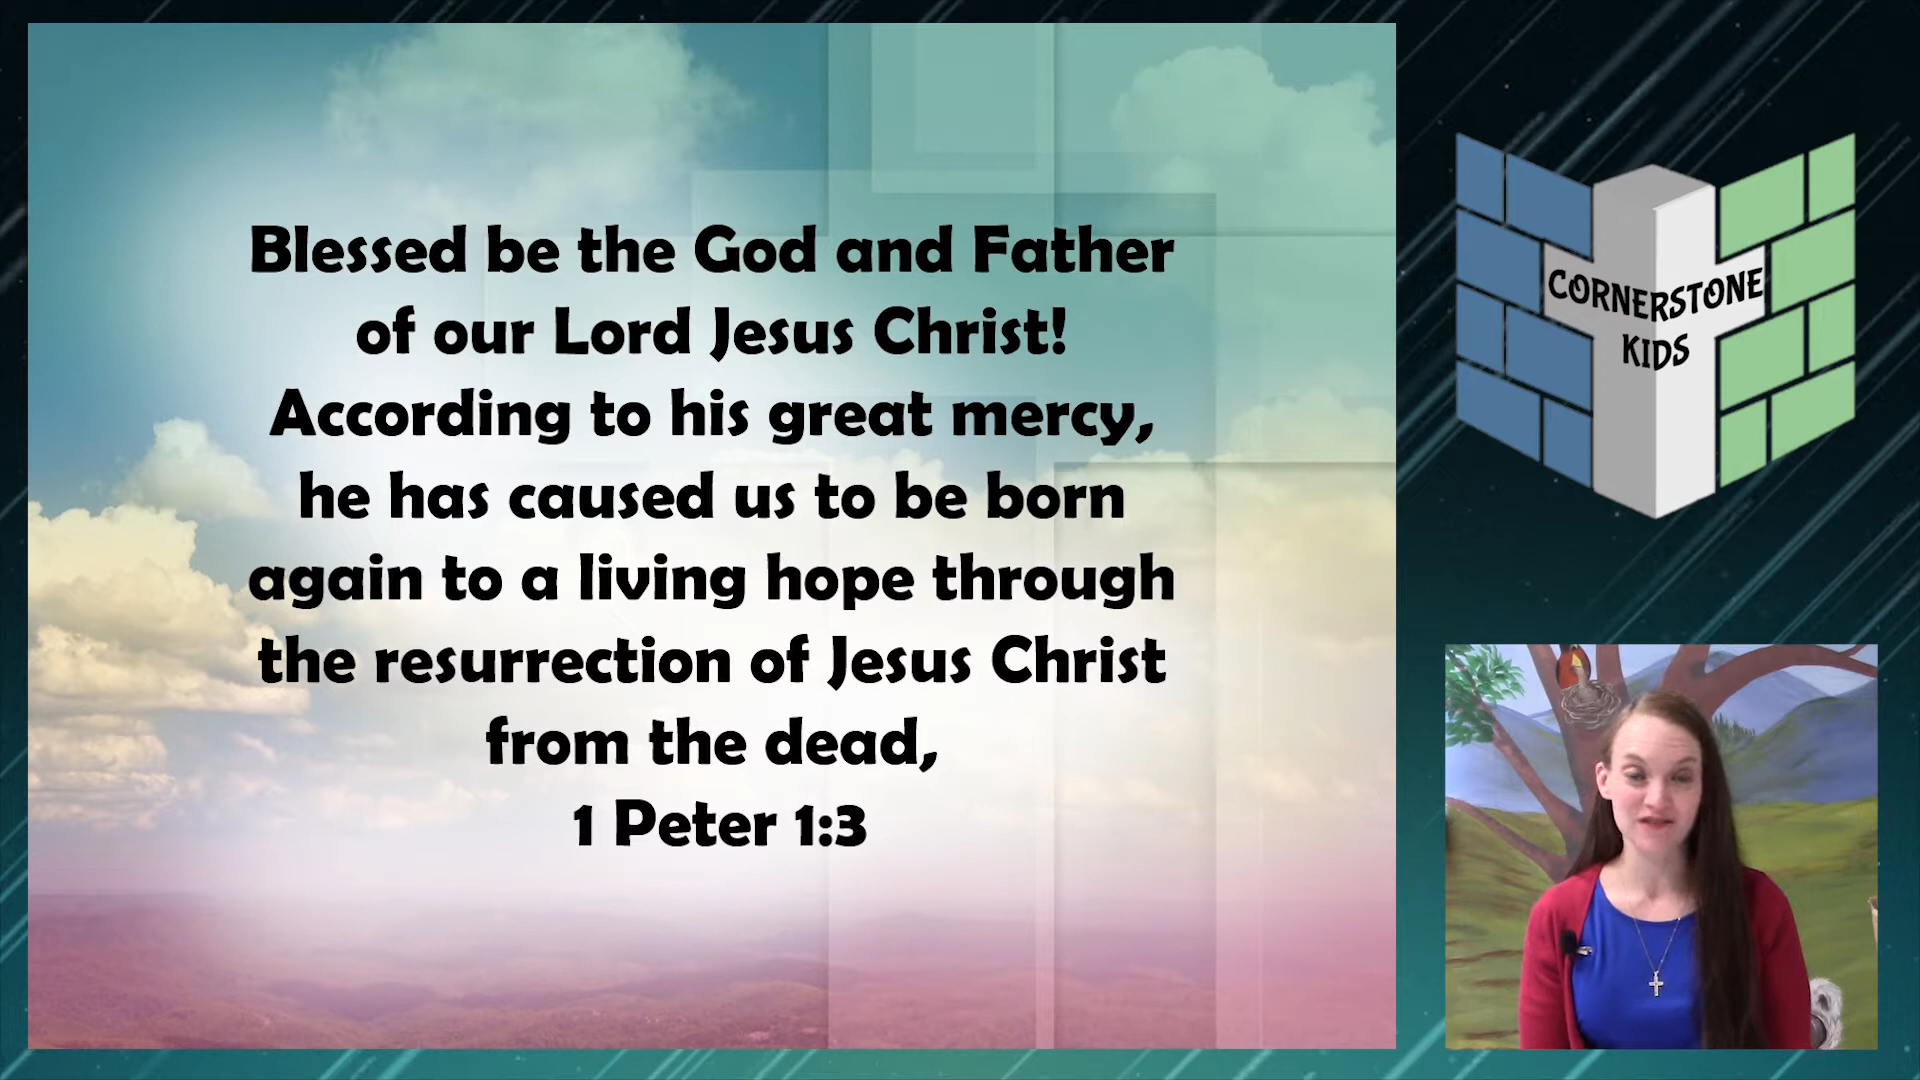 Blessed be the God and Father
of our Lord Jesus Christ!
According to his great mercy,
he has caused us to be born
again to a living hope through
the resurrection of Jesus Christ
from the dead,
1 Peter 1:3
CORNERSTONE
KIDS